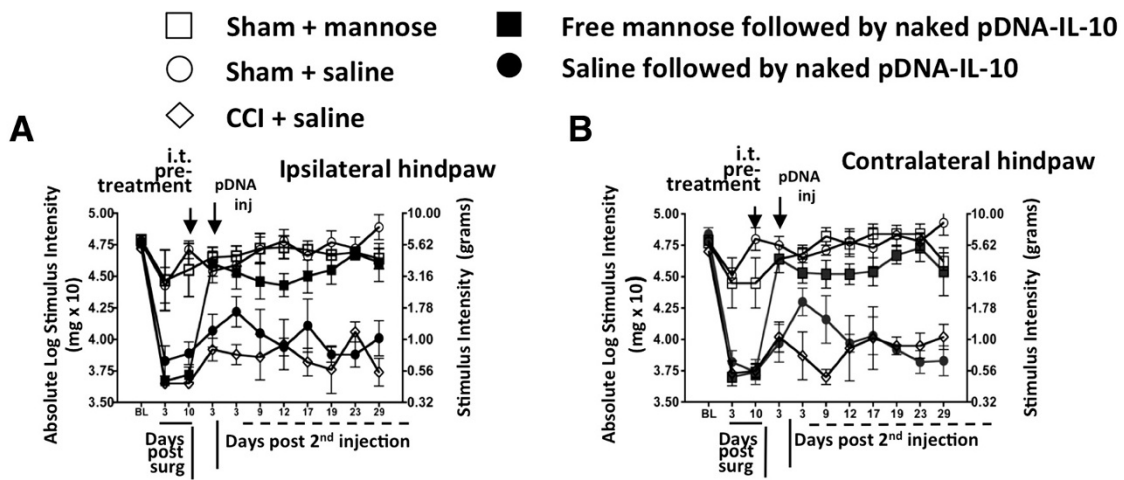 Sham + mannose
Free mannose followed by naked pDNA-IL-10
Sham + saline
Saline followed by naked pDNA-IL-10
CCI + saline
A
i.t.
pre-
treatment
pDNA
inj
Ipsilateral hindpaw
Absolute Log Stimulus Intensity
(mg x 10)
5.00
4.75
4.50
4.25
4.00
3.75
3.50
10.00
5.62
3.16
1.78
1.00
0.56
0.32
Stimulus Intensity (grams)
BL 3 10 3 3 9 12 17 19 23 29
Days
post
surg
Days post 2nd injection
B
i.t.
pre-
treatment
pDNA
inj
Contralateral hindpaw
Absolute Log Stimulus Intensity
(mg x 10)
5.00
4.75
4.50
4.25
4.00
3.75
3.50
10.00
5.62
3.16
1.78
1.00
0.56
0.32
Stimulus Intensity (grams)
BL 3 10 3 3 9 12 17 19 23 29
Days
post
surg
Days post 2nd injection